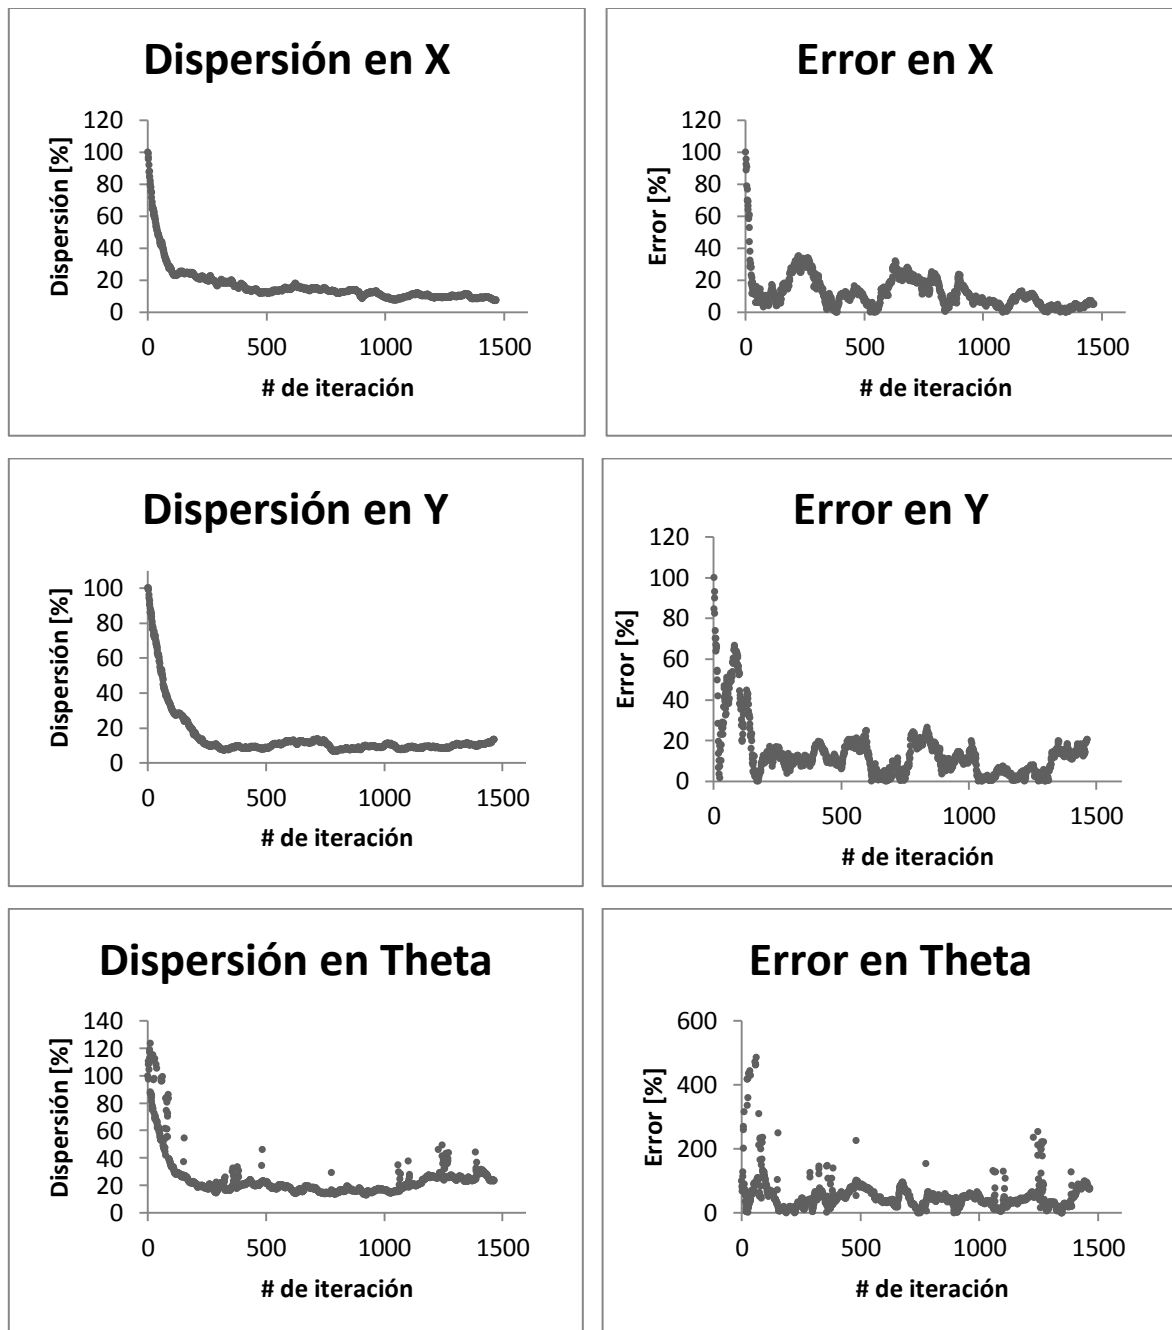 Dispersión en X
Dispersión [%]
120
100
80
60
40
20
0
0 500 1000 1500
# de iteración
Error en X
Error [%]
120
100
80
60
40
20
0
0 500 1000 1500
# de iteración
Dispersión en Y
Dispersión [%]
100
80
60
40
20
0
0 500 1000 1500
# de iteración
Error en Y
Error [%]
120
100
80
60
40
20
0
0 500 1000 1500
# de iteración
Dispersión en Theta
Dispersión [%]
140
120
100
80
60
40
20
0
0 500 1000 1500
# de iteración
Error en Theta
Error [%]
600
400
200
0
0 500 1000 1500
# de iteración